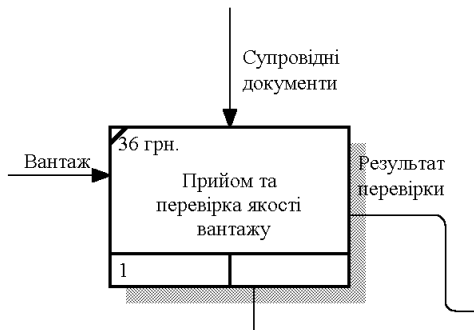 Супровідні
документи
36 грн.
Вантаж
Прийом та
перевірка якості
вантажу
Результат
перевірки
1